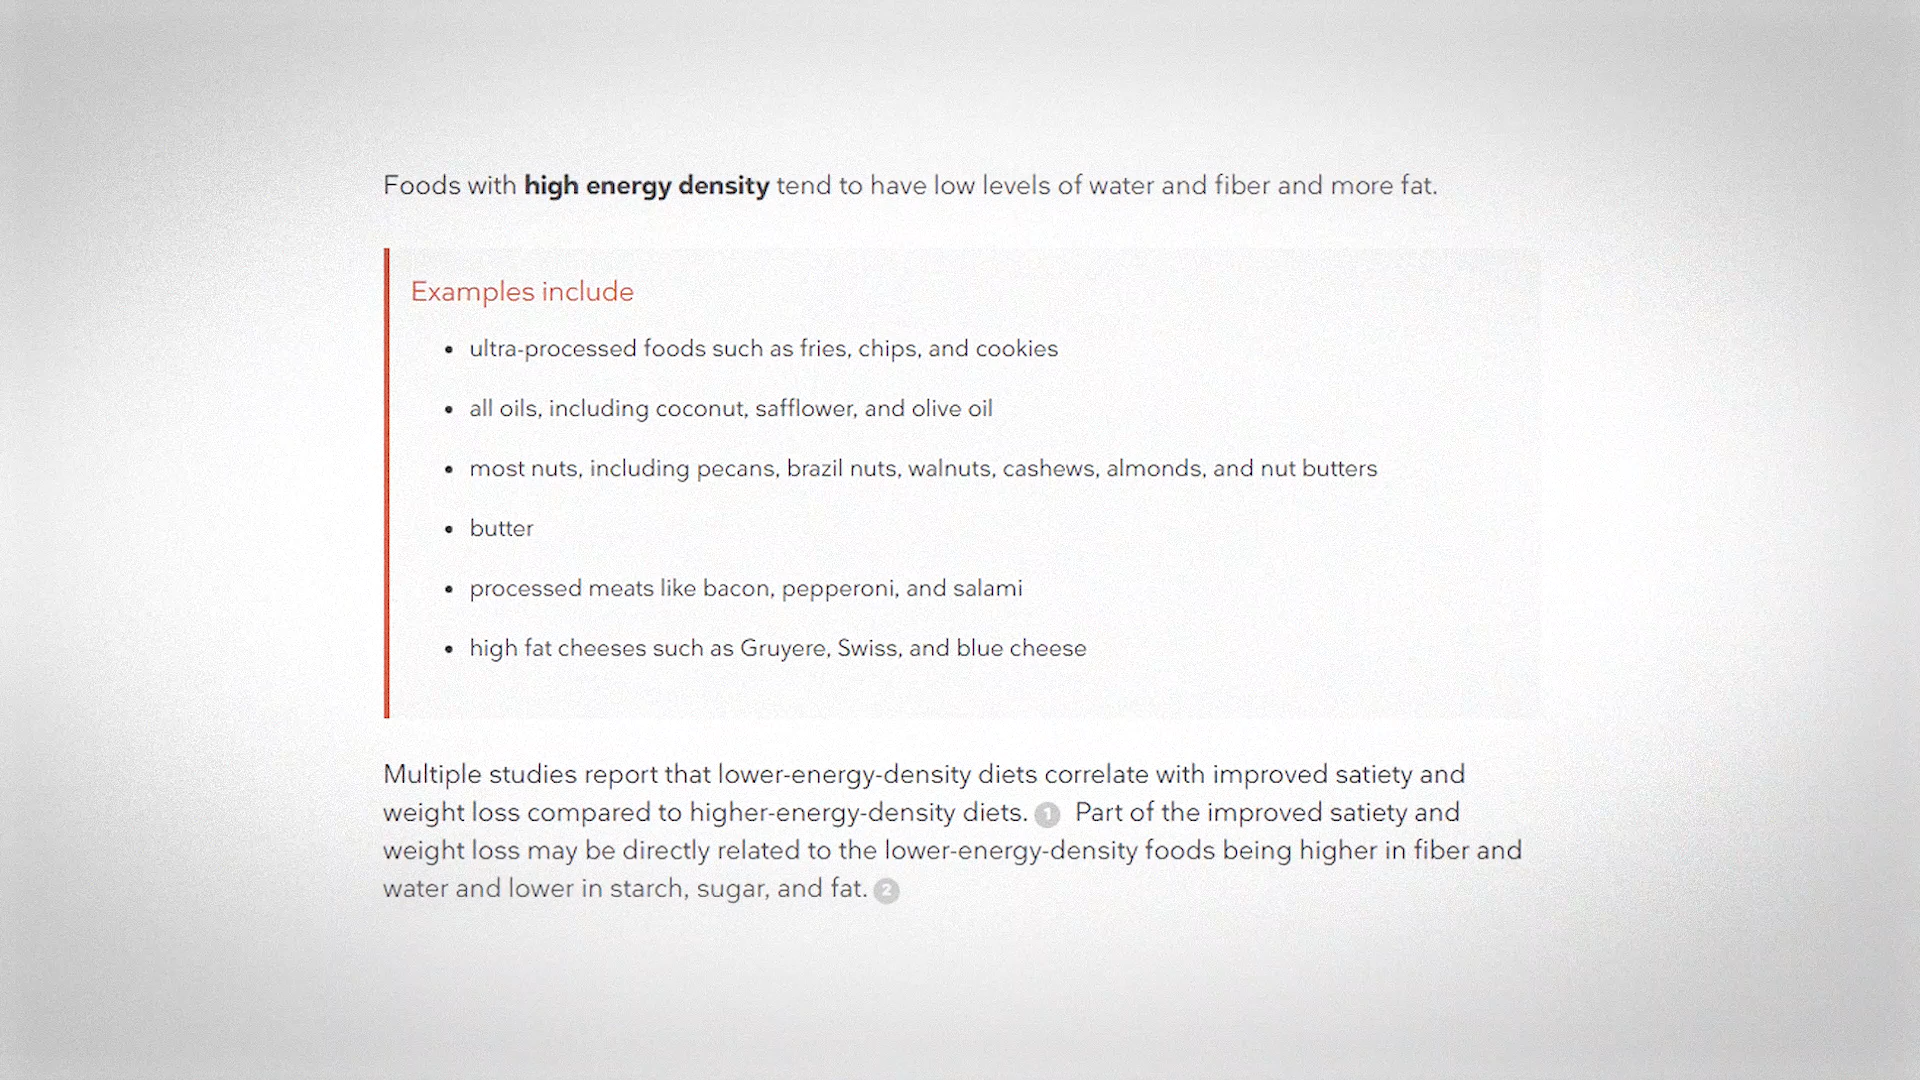 Foods with high energy density tend to have low levels of water and fiber and more fat.
Examples include
• ultra-processed foods such as fries, chips, and cookies
• all oils, including coconut, safflower, and olive oil
• most nuts, including pecans, brazil nuts, walnuts, cashews, almonds, and nut butters
• butter
• processed meats like bacon, pepperoni, and salami
• high fat cheeses such as Gruyere, Swiss, and blue cheese
Multiple studies report that lower-energy-density diets correlate with improved satiety and
weight loss compared to higher-energy-density diets. 1 Part of the improved satiety and
weight loss may be directly related to the lower-energy-density foods being higher in fiber and
water and lower in starch, sugar, and fat. 2